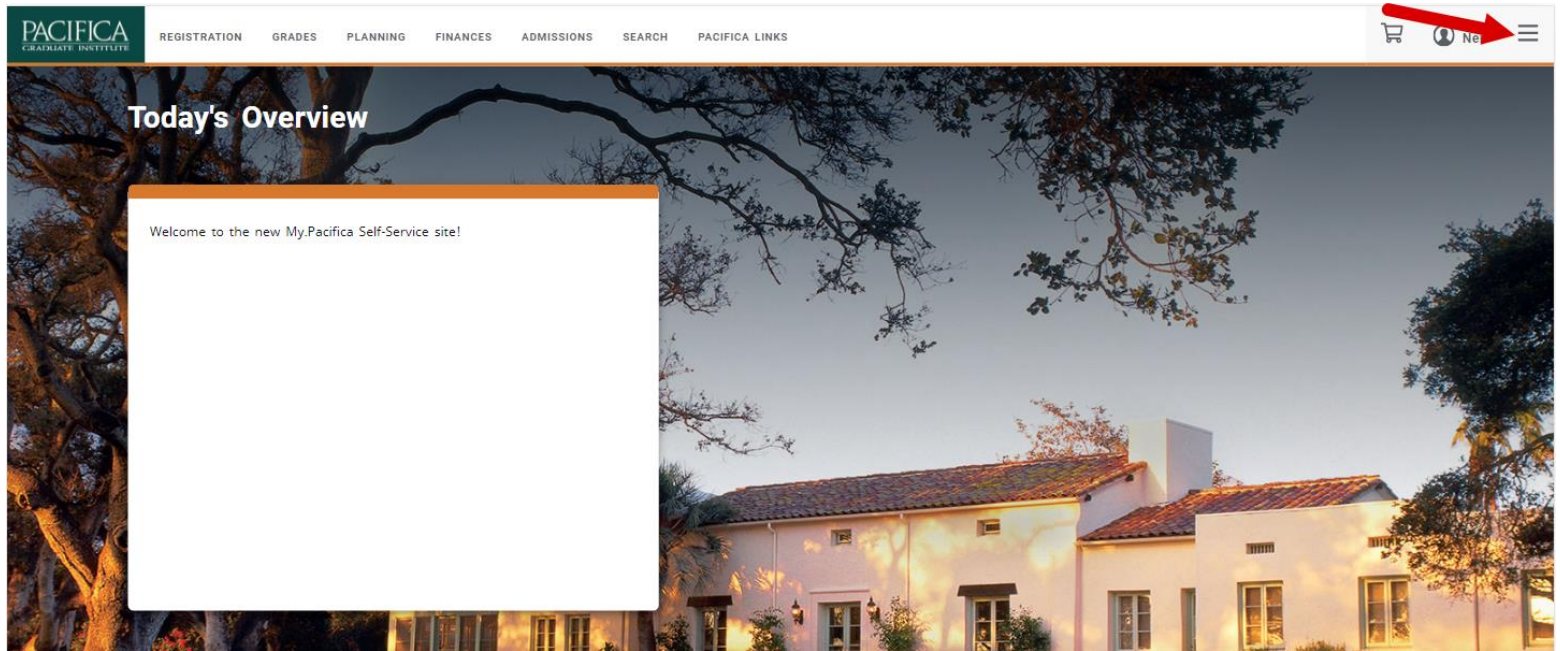 PACIFICA
GRADUATE INSTITUTE
REGISTRATION GRADES PLANNING FINANCES ADMISSIONS SEARCH PACIFICA LINKS
Today's Overview
Welcome to the new My.Pacifica Self-Service site!